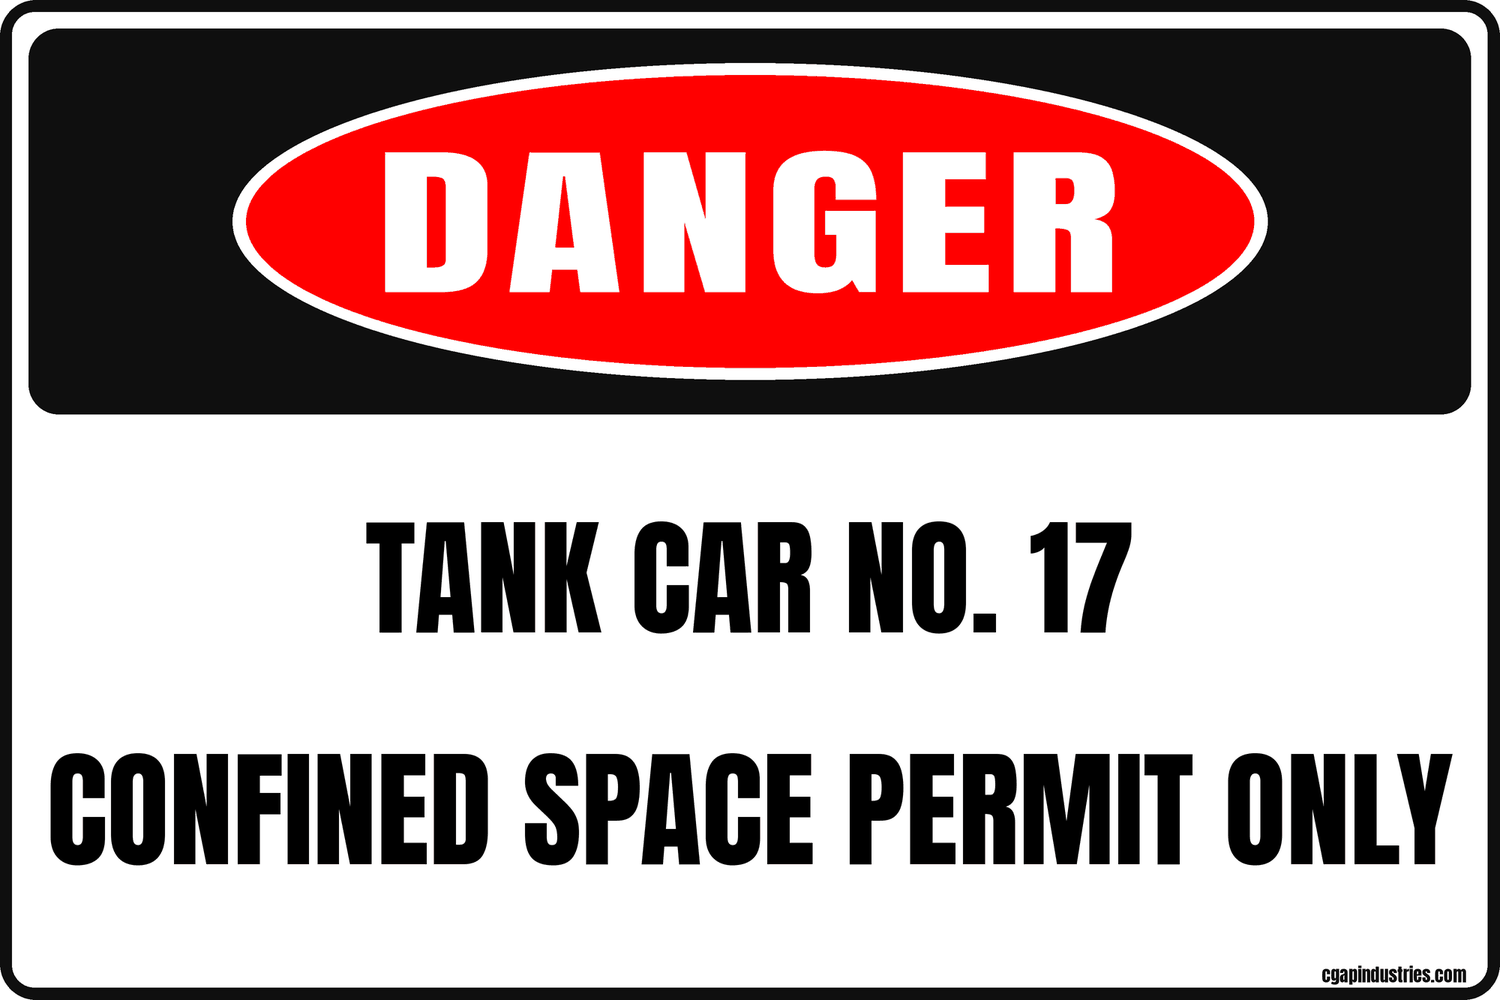 DANGER
TANK CAR NO. 17
CONFINED SPACE PERMIT ONLY
cgapindustries.com